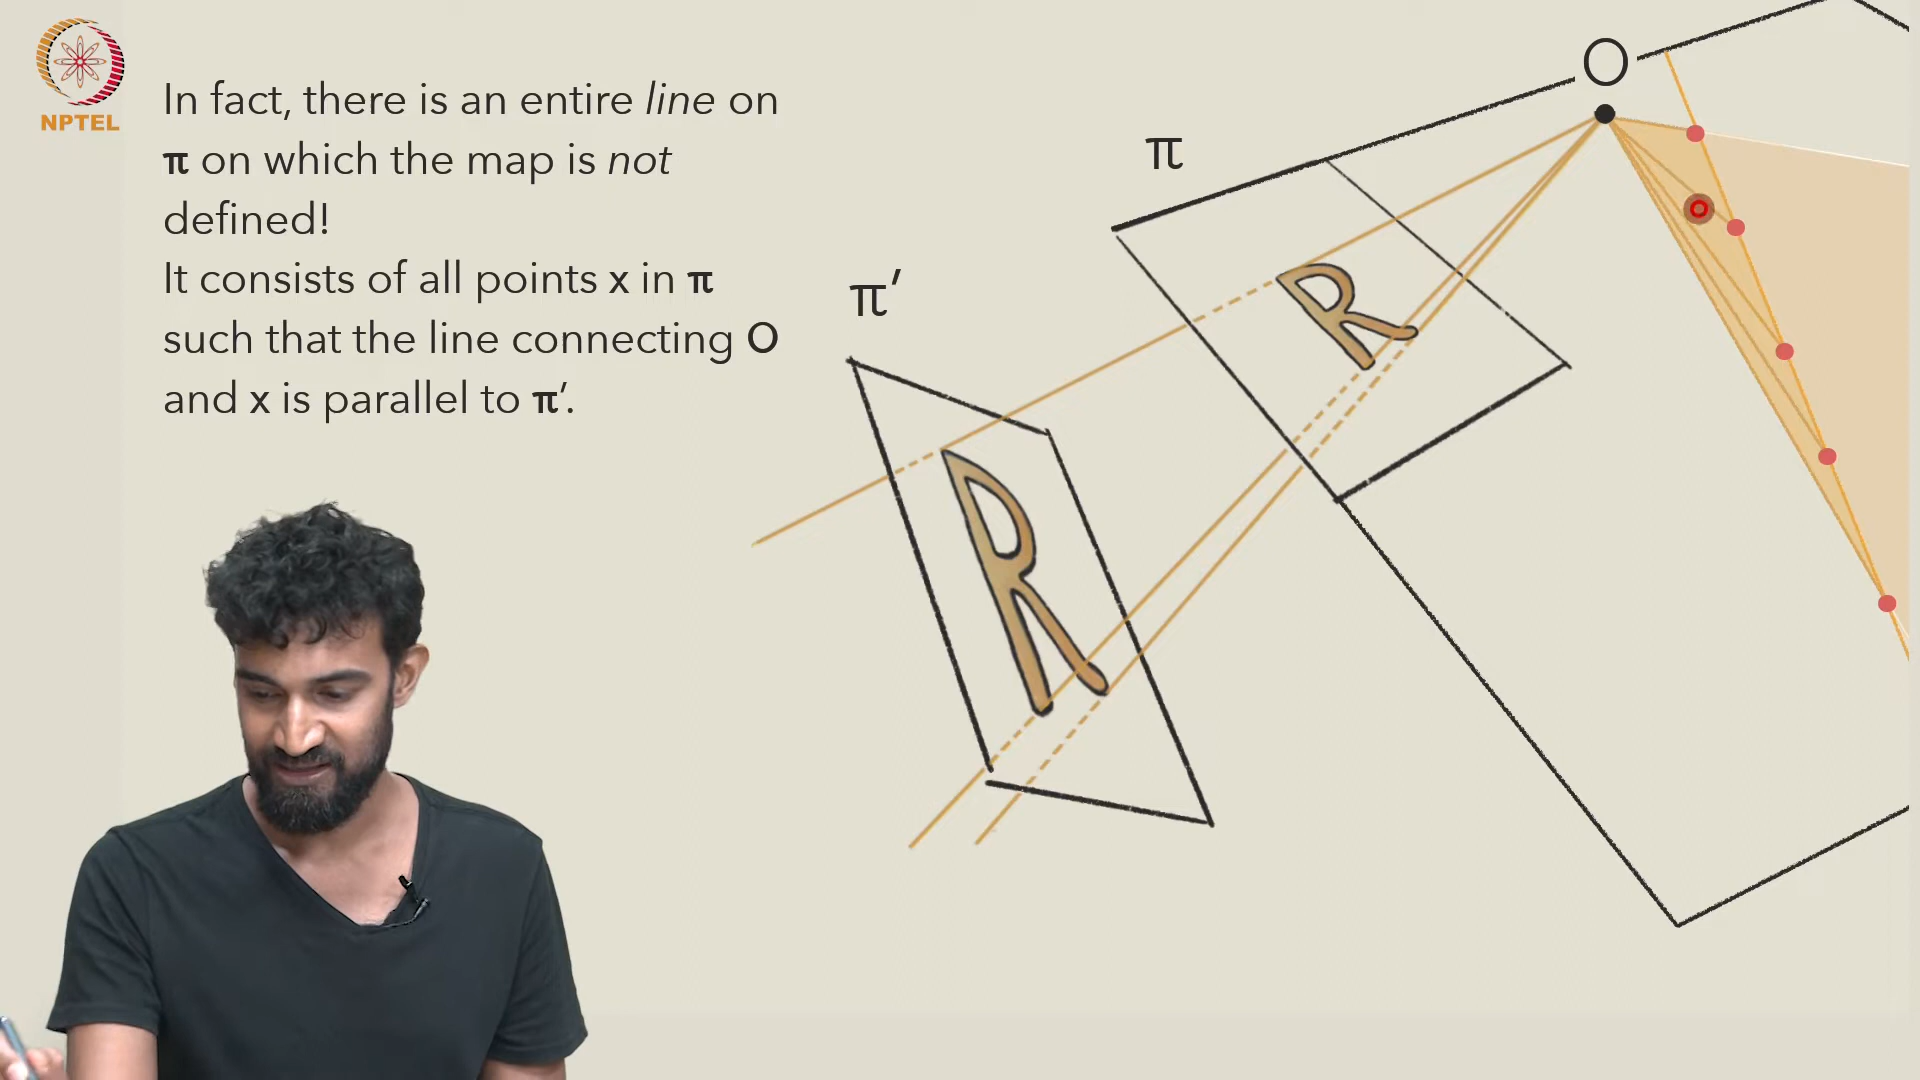 NPTEL
In fact, there is an entire line on
π on which the map is not
defined!
It consists of all points x in π
such that the line connecting O
and x is parallel to π′.
O
π
π′
R
R